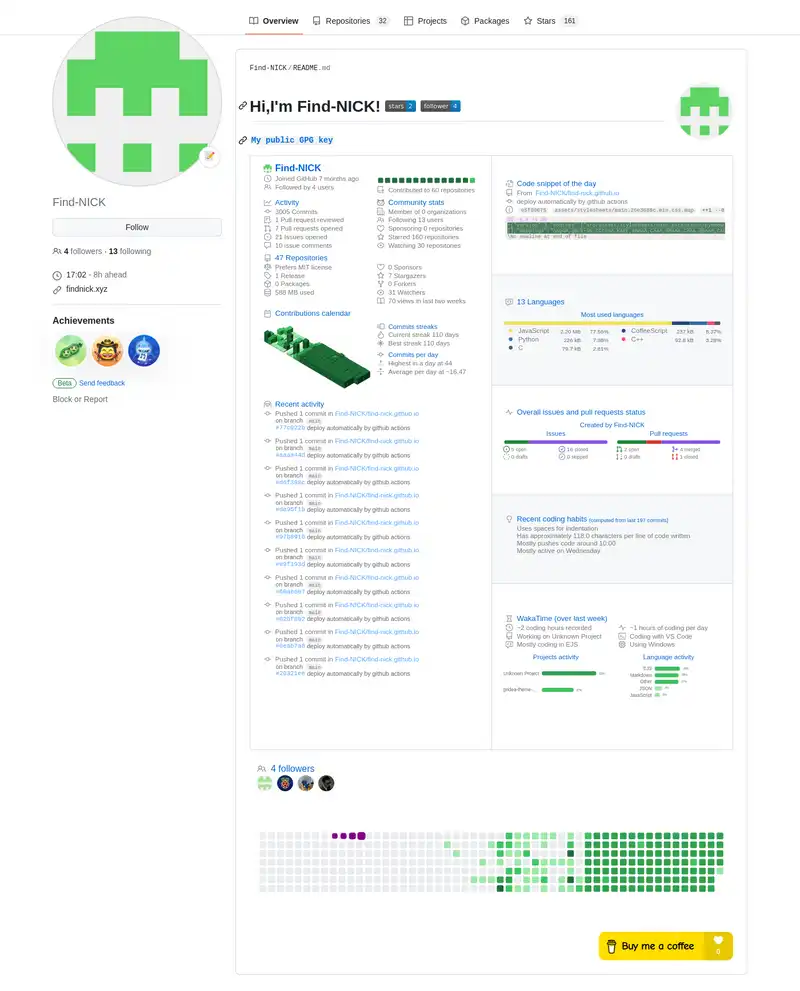 Overview Repositories 32 Projects Packages Stars 161
Find-NICK
Follow
4 followers · 13 following
17:02 - 8h ahead
findnick.xyz
Achievements
Beta Send feedback
Block or Report
Find-NICK/README.md
Hi,I'm Find-NICK! stars 2 follower 4
My public GPG key
Find-NICK
Joined GitHub 7 months ago
Followed by 4 users
Contributed to 60 repositories
Activity
3005 Commits
1 Pull request reviewed
7 Pull requests opened
21 Issues opened
10 issue comments
Community stats
Member of 0 organizations
Following 13 users
Sponsoring 0 repositories
Starred 160 repositories
Watching 30 repositories
47 Repositories
Prefers MIT license
1 Release
0 Packages
588 MB used
0 Sponsors
7 Stargazers
0 Forkers
31 Watchers
70 views in last two weeks
Contributions calendar
Commits streaks
Current streak 110 days
Best streak 110 days
Commits per day
Highest in a day at 44
Average per day at ~16.47
Recent activity
Pushed 1 commit in Find-NICK/find-nick.github.io
on branch main
deploy automatically by github actions
Pushed 1 commit in Find-NICK/find-nick.github.io
on branch main
deploy automatically by github actions
Pushed 1 commit in Find-NICK/find-nick.github.io
on branch main
deploy automatically by github actions
Pushed 1 commit in Find-NICK/find-nick.github.io
on branch main
deploy automatically by github actions
Pushed 1 commit in Find-NICK/find-nick.github.io
on branch main
deploy automatically by github actions
Pushed 1 commit in Find-NICK/find-nick.github.io
on branch main
deploy automatically by github actions
Pushed 1 commit in Find-NICK/find-nick.github.io
on branch main
deploy automatically by github actions
Pushed 1 commit in Find-NICK/find-nick.github.io
on branch main
deploy automatically by github actions
Pushed 1 commit in Find-NICK/find-nick.github.io
on branch main
deploy automatically by github actions
Pushed 1 commit in Find-NICK/find-nick.github.io
on branch main
deploy automatically by github actions
Code snippet of the day
From Find-NICK/find-nick.github.io
deploy automatically by github actions
No newline at end of file
13 Languages
Most used languages
JavaScript 2.20 MB 77.56%
CoffeeScript 237 kB 8.37%
Python 226 kB 7.98%
C++ 92.8 kB 3.28%
C 79.7 kB 2.81%
Overall issues and pull requests status
Created by Find-NICK
Issues Pull requests
5 open 16 closed 2 open 4 merged
0 drafts 0 skipped 0 drafts 1 closed
Recent coding habits (computed from last 197 commits)
Uses spaces for indentation
Has approximately 118.0 characters per line of code written
Mostly pushes code around 10:00
Mostly active on Wednesday
WakaTime (over last week)
~2 coding hours recorded
Working on Unknown Project
Mostly coding in EJS
~1 hours of coding per day
Coding with VS Code
Using Windows
Projects activity
Unknown Project
Language activity
EJS
Markdown
Other
JSON
JavaScript
4 followers
Buy me a coffee
0